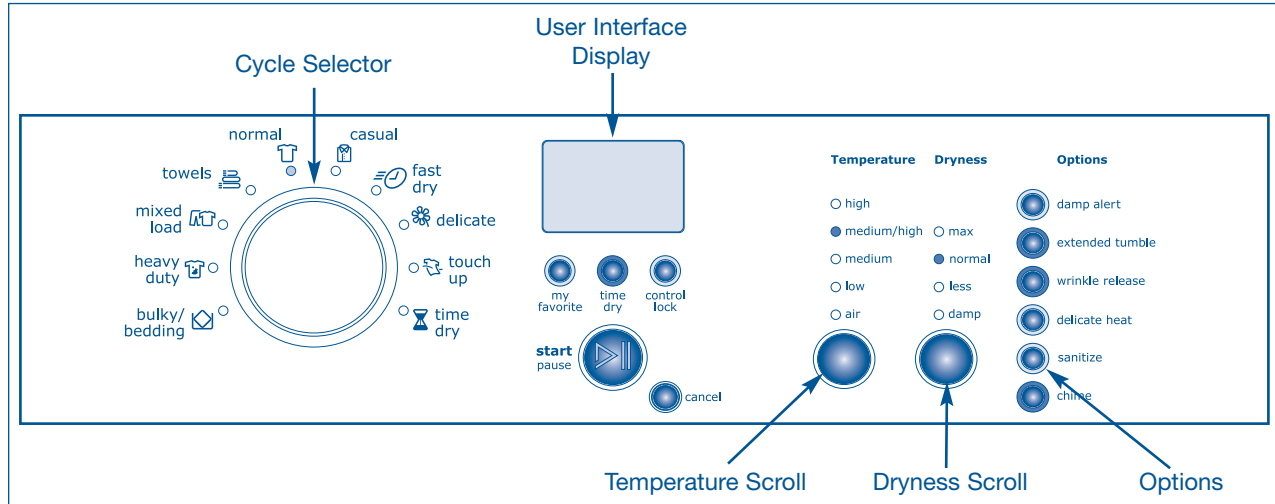 User Interface
Display
Cycle Selector
normal
casual
towels
fast
dry
mixed
load
delicate
heavy
duty
touch
up
bulky/
bedding
time
dry
my
favorite
time
dry
control
lock
start
pause
cancel
Temperature
high
medium/high
medium
low
air
Dryness
max
normal
less
damp
Options
damp alert
extended tumble
wrinkle release
delicate heat
sanitize
chime
Temperature Scroll
Dryness Scroll
Options